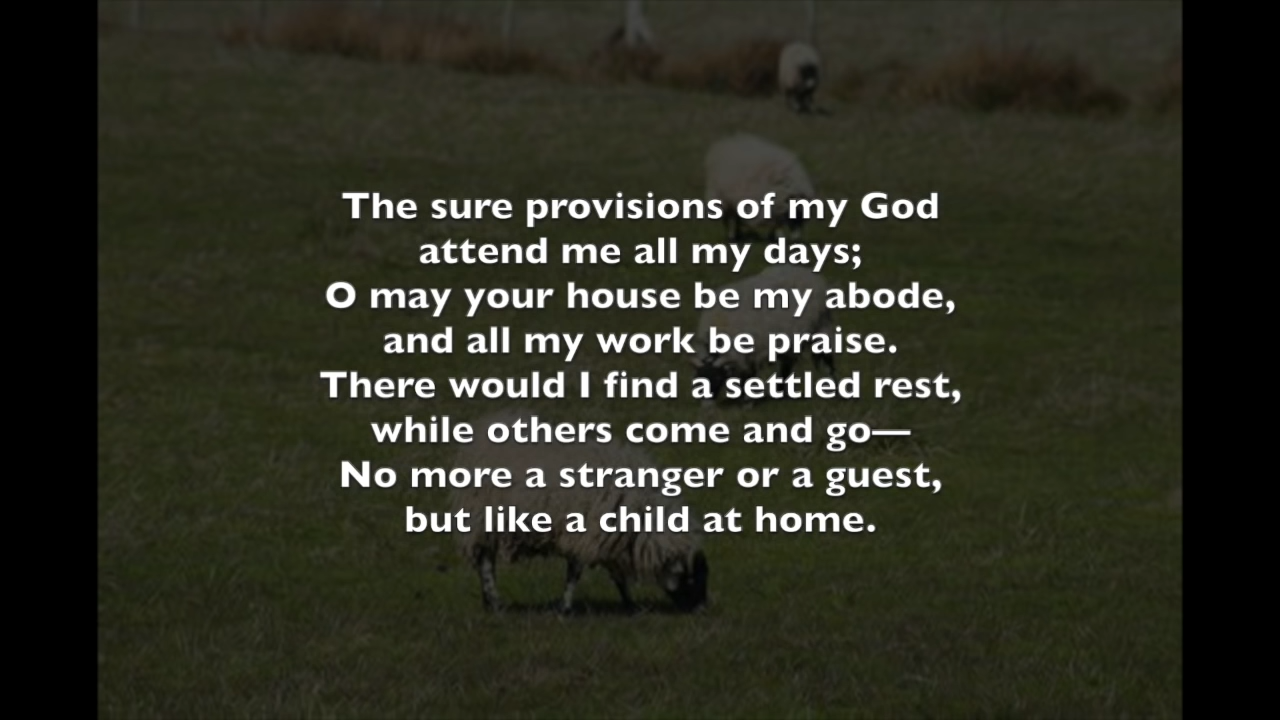 The sure provisions of my God
attend me all my days;
O may your house be my abode,
and all my work be praise.
There would I find a settled rest,
while others come and go—
No more a stranger or a guest,
but like a child at home.